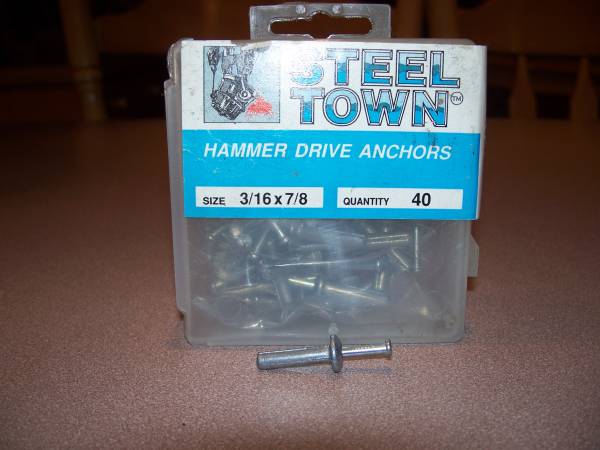 STEEL
TOWN™
HAMMER DRIVE ANCHORS
SIZE 3/16 x 7/8 QUANTITY 40